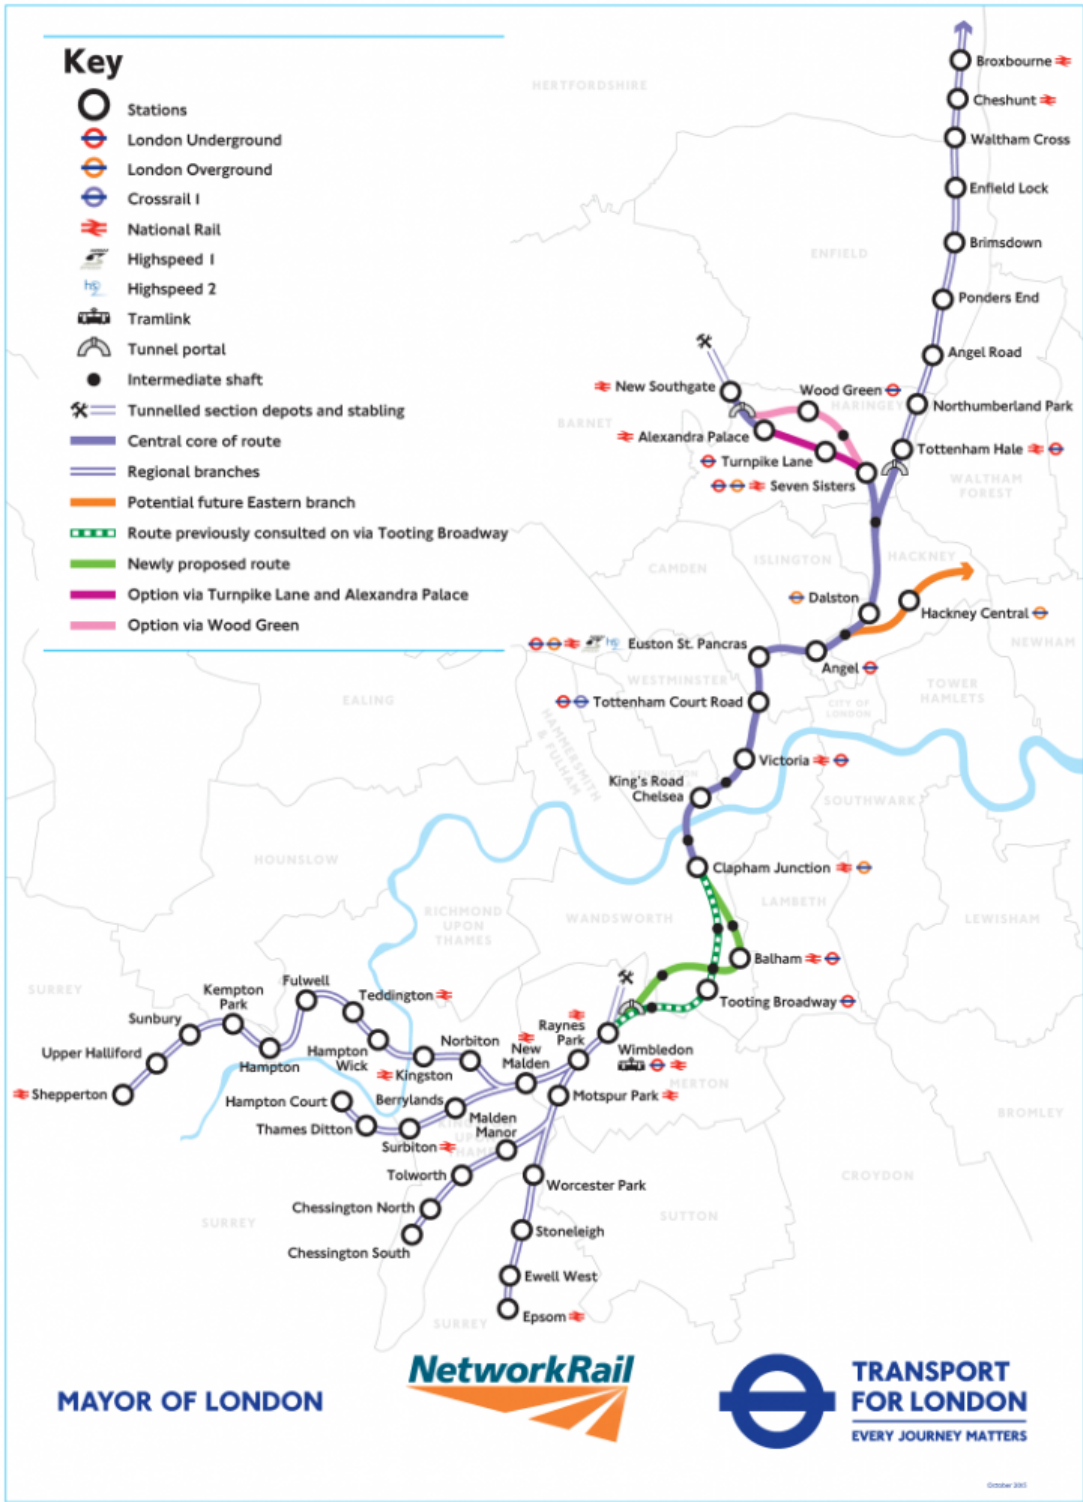 Key
Stations
London Underground
London Overground
Crossrail 1
National Rail
Highspeed 1
hs2
Highspeed 2
Tramlink
Tunnel portal
Intermediate shaft
Tunnelled section depots and stabling
Central core of route
Regional branches
Potential future Eastern branch
Route previously consulted on via Tooting Broadway
Newly proposed route
Option via Turnpike Lane and Alexandra Palace
Option via Wood Green
HERTFORDSHIRE
Broxbourne
Cheshunt
Waltham Cross
Enfield Lock
Brimsdown
ENFIELD
Ponders End
Angel Road
New Southgate
Wood Green
HARINGEY
Northumberland Park
BARNET
Alexandra Palace
Tottenham Hale
Turnpike Lane
Seven Sisters
WALTHAM
FOREST
ISLINGTON
HACKNEY
CAMDEN
Dalston
Hackney Central
hs2
Euston St. Pancras
NEWHAM
Angel
WESTMINSTER
TOWER
HAMLETS
EALING
Tottenham Court Road
CITY OF
LONDON
HAMMERSMITH
& FULHAM
Victoria
King's Road
Chelsea
SOUTHWARK
HOUNSLOW
Clapham Junction
LAMBETH
RICHMOND
UPON
THAMES
WANDSWORTH
LEWISHAM
Balham
SURREY
Fulwell
Kempton
Park
Teddington
Tooting Broadway
Sunbury
Raynes
Park
Norbiton
New
Malden
Wimbledon
Upper Halliford
Hampton
Hampton
Wick
Kingston
MERTON
Shepperton
Hampton Court
Berrylands
Motspur Park
BROMLEY
Thames Ditton
Malden
Manor
Surbiton
UPON
Tolworth
Worcester Park
CROYDON
Chessington North
SUTTON
SURREY
Stoneleigh
Chessington South
Ewell West
Epsom
SURREY
MAYOR OF LONDON
NetworkRail
TRANSPORT
FOR LONDON
EVERY JOURNEY MATTERS
October 2015